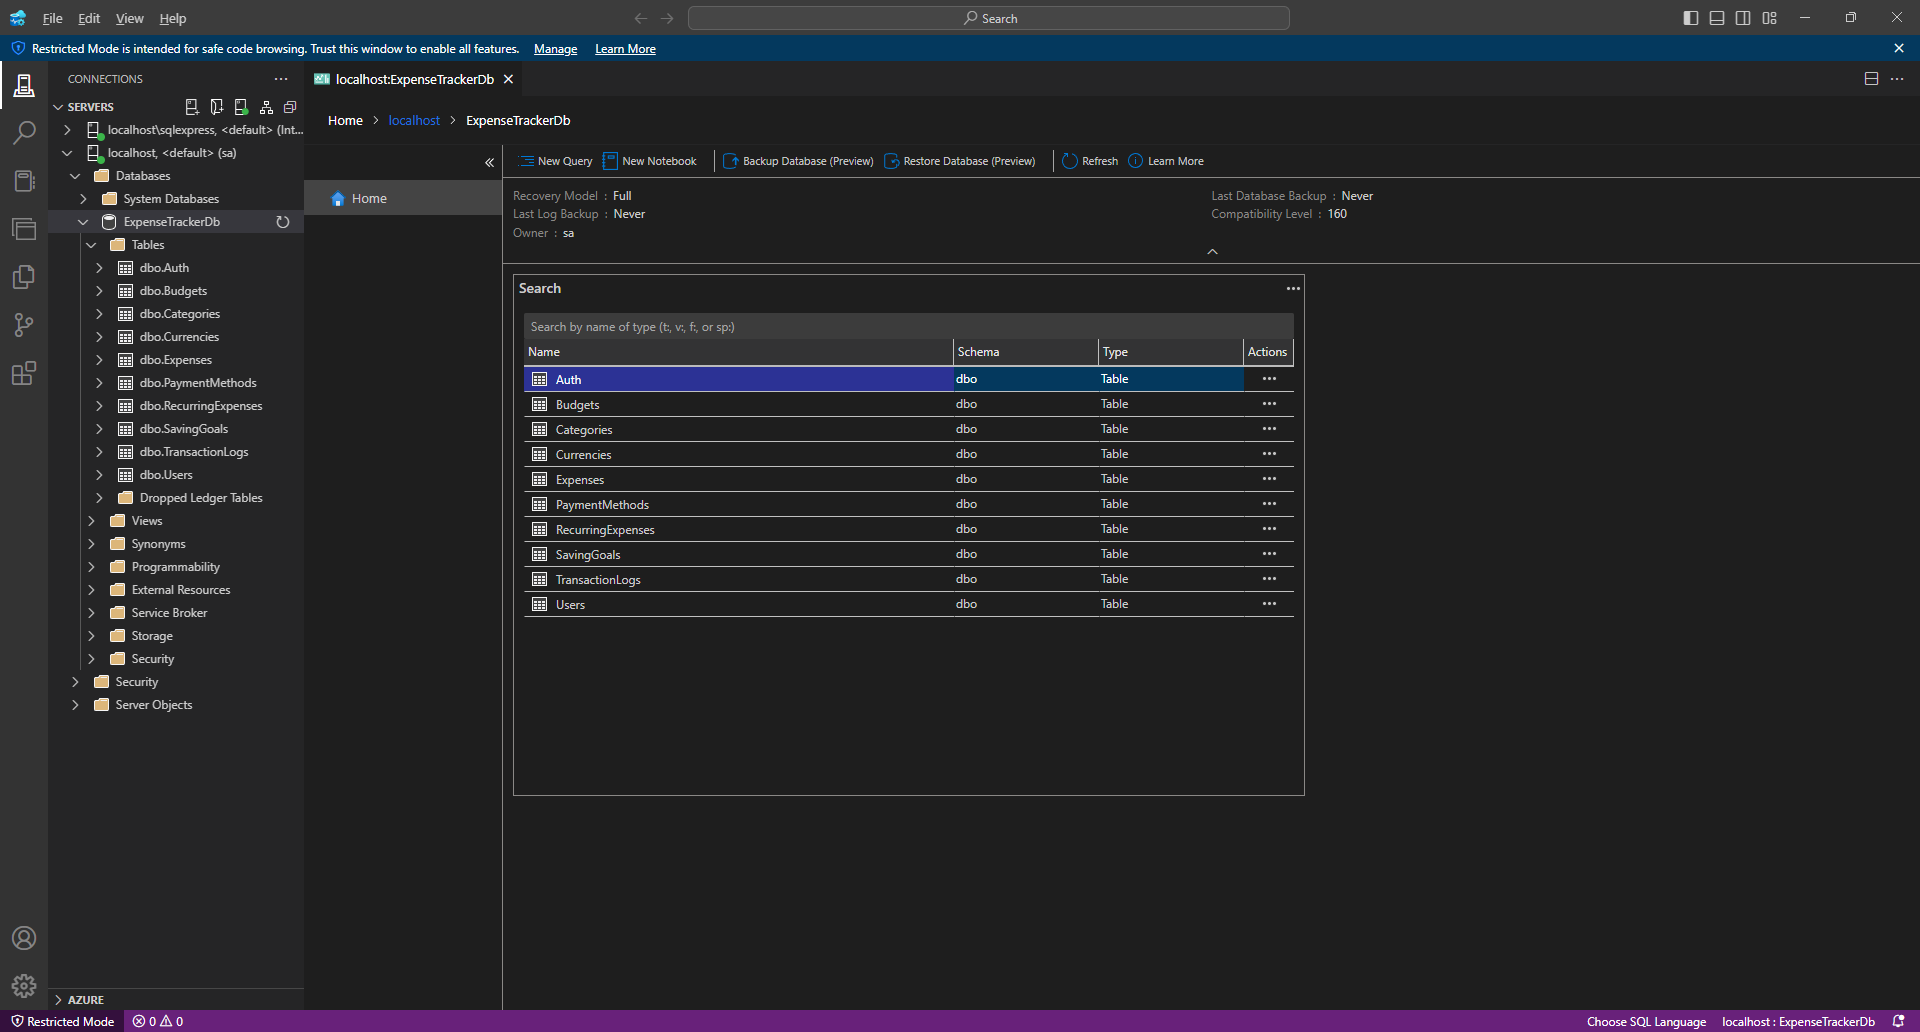 File Edit View Help
Search
Restricted Mode is intended for safe code browsing. Trust this window to enable all features. Manage Learn More
CONNECTIONS
SERVERS
localhost\sqlexpress, <default> (Int...
localhost, <default> (sa)
Databases
System Databases
ExpenseTrackerDb
Tables
dbo.Auth
dbo.Budgets
dbo.Categories
dbo.Currencies
dbo.Expenses
dbo.PaymentMethods
dbo.RecurringExpenses
dbo.SavingGoals
dbo.TransactionLogs
dbo.Users
Dropped Ledger Tables
Views
Synonyms
Programmability
External Resources
Service Broker
Storage
Security
Security
Server Objects
AZURE
localhost:ExpenseTrackerDb
Home > localhost > ExpenseTrackerDb
Home
New Query New Notebook Backup Database (Preview) Restore Database (Preview) Refresh Learn More
Recovery Model : Full
Last Log Backup : Never
Owner : sa
Last Database Backup : Never
Compatibility Level : 160
Search
Search by name of type (t:, v:, f:, or sp:)
Name Schema Type Actions
Auth dbo Table
Budgets dbo Table
Categories dbo Table
Currencies dbo Table
Expenses dbo Table
PaymentMethods dbo Table
RecurringExpenses dbo Table
SavingGoals dbo Table
TransactionLogs dbo Table
Users dbo Table
Restricted Mode 0 0
Choose SQL Language localhost : ExpenseTrackerDb